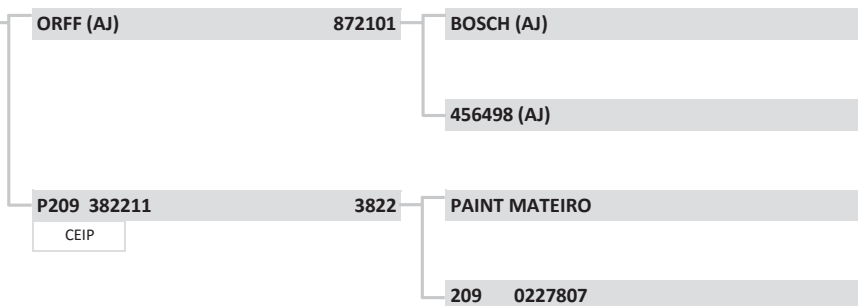 ORFF (AJ) 872101 BOSCH (AJ)
456498 (AJ)
P209 382211 3822 PAINT MATEIRO
CEIP
209 0227807